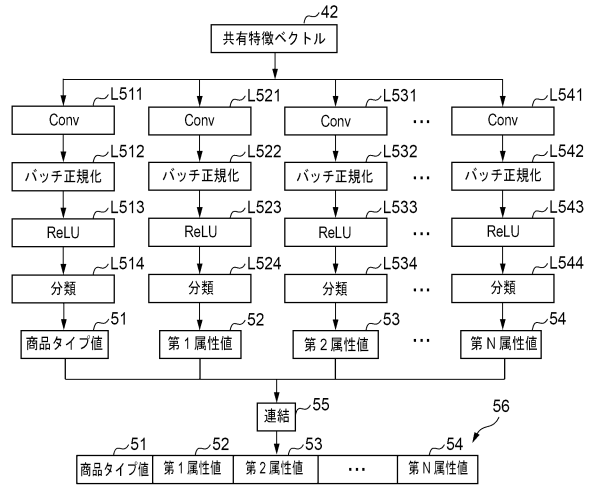 42
共有特徴ベクトル
L511 L521 L531 L541
Conv Conv Conv ··· Conv
L512 L522 L532 L542
バッチ正規化 バッチ正規化 バッチ正規化 ··· バッチ正規化
L513 L523 L533 L543
ReLU ReLU ReLU ··· ReLU
L514 L524 L534 L544
分類 分類 分類 ··· 分類
51 52 53 54
商品タイプ値 第1属性値 第2属性値 ··· 第N属性値
連結 55
56
51 52 53 54
商品タイプ値 第1属性値 第2属性値 ··· 第N属性値